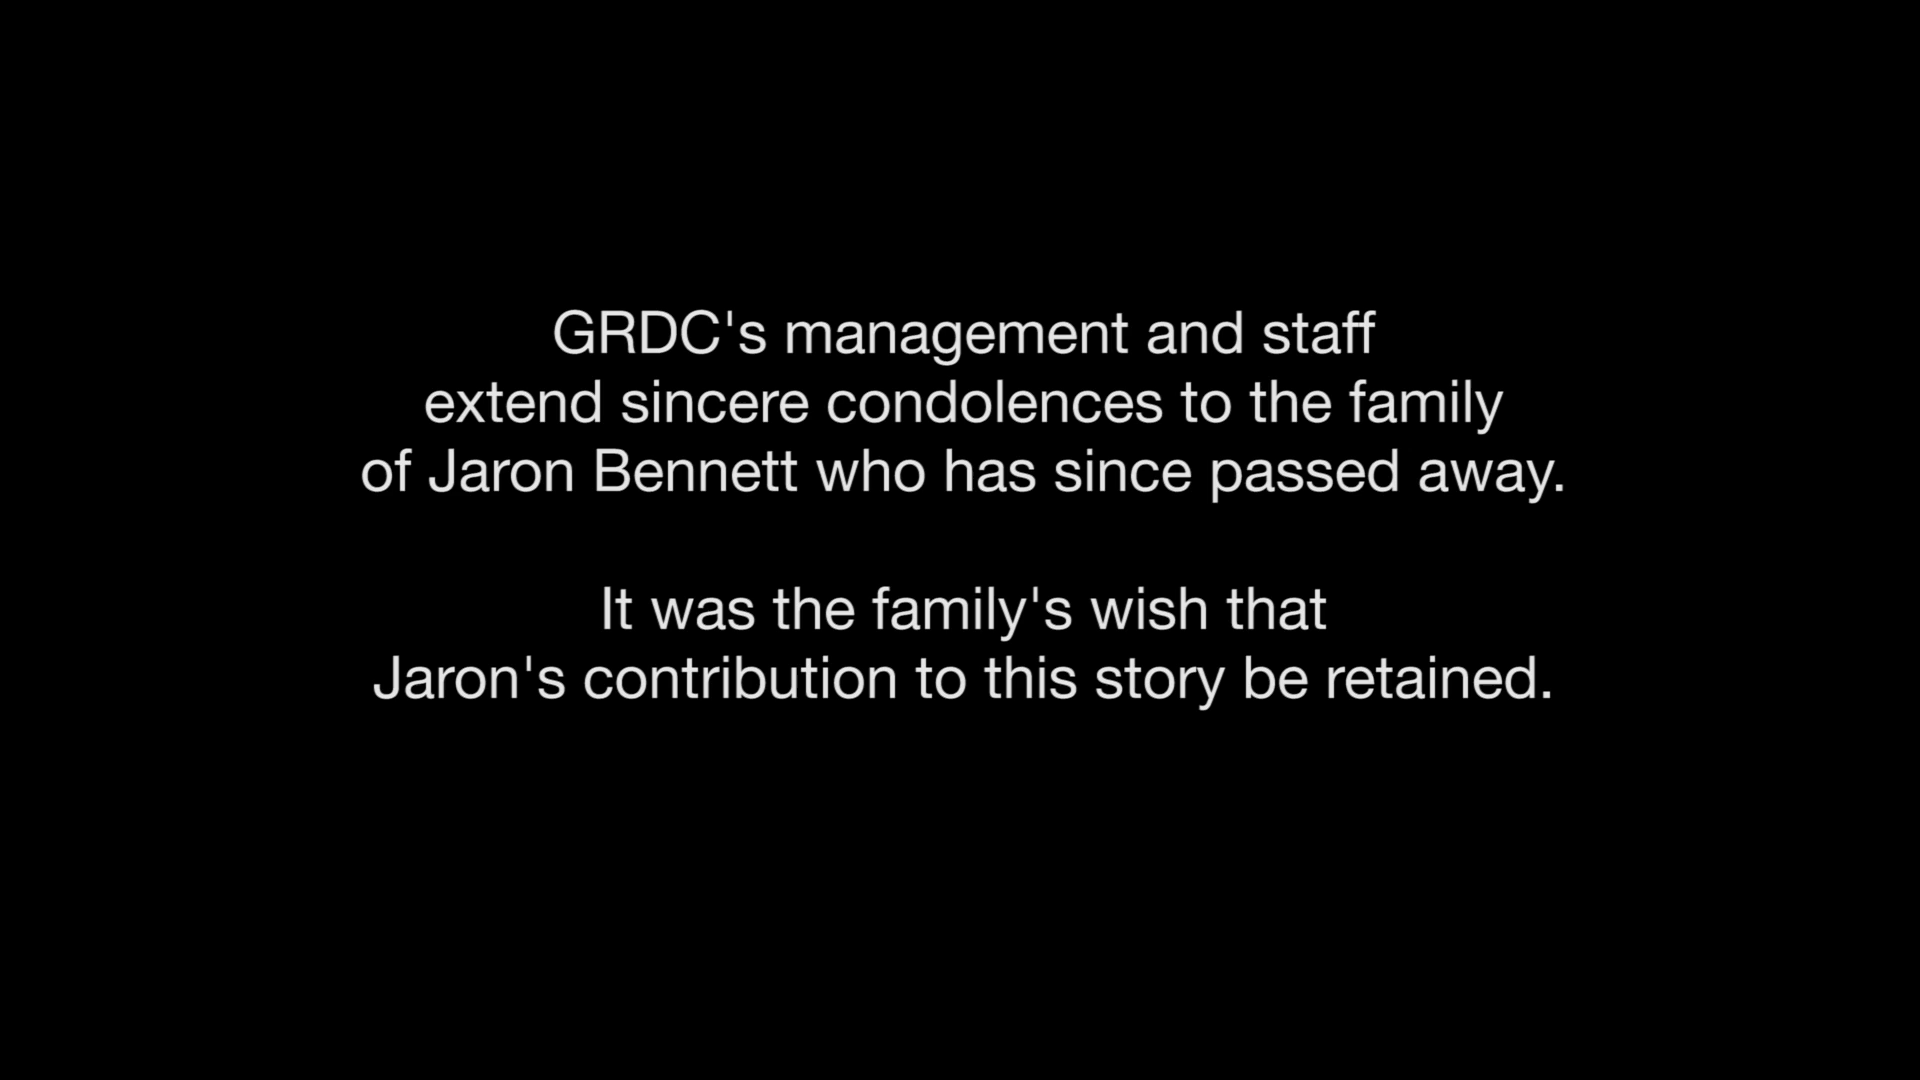 GRDC's management and staff
extend sincere condolences to the family
of Jaron Bennett who has since passed away.
It was the family's wish that
Jaron's contribution to this story be retained.